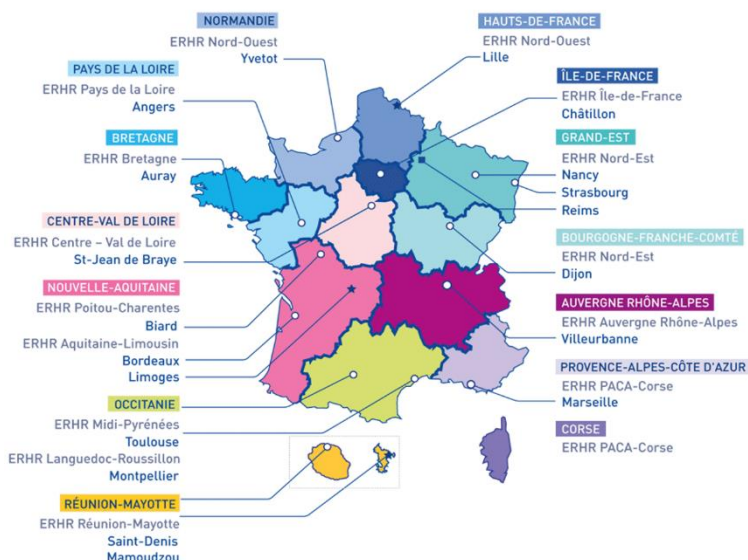 NORMANDIE
ERHR Nord-Ouest
Yvetot
HAUTS-DE-FRANCE
ERHR Nord-Ouest
Lille
PAYS DE LA LOIRE
ERHR Pays de la Loire
Angers
ÎLE-DE-FRANCE
ERHR Île-de-France
Châtillon
BRETAGNE
ERHR Bretagne
Auray
GRAND-EST
ERHR Nord-Est
Nancy
Strasbourg
Reims
CENTRE-VAL DE LOIRE
ERHR Centre – Val de Loire
St-Jean de Braye
BOURGOGNE-FRANCHE-COMTÉ
ERHR Nord-Est
Dijon
NOUVELLE-AQUITAINE
ERHR Poitou-Charentes
Biard
ERHR Aquitaine-Limousin
Bordeaux
Limoges
AUVERGNE RHÔNE-ALPES
ERHR Auvergne Rhône-Alpes
Villeurbanne
PROVENCE-ALPES-CÔTE D'AZUR
ERHR PACA-Corse
Marseille
OCCITANIE
ERHR Midi-Pyrénées
Toulouse
ERHR Languedoc-Roussillon
Montpellier
CORSE
ERHR PACA-Corse
RÉUNION-MAYOTTE
ERHR Réunion-Mayotte
Saint-Denis
Mamoudzou